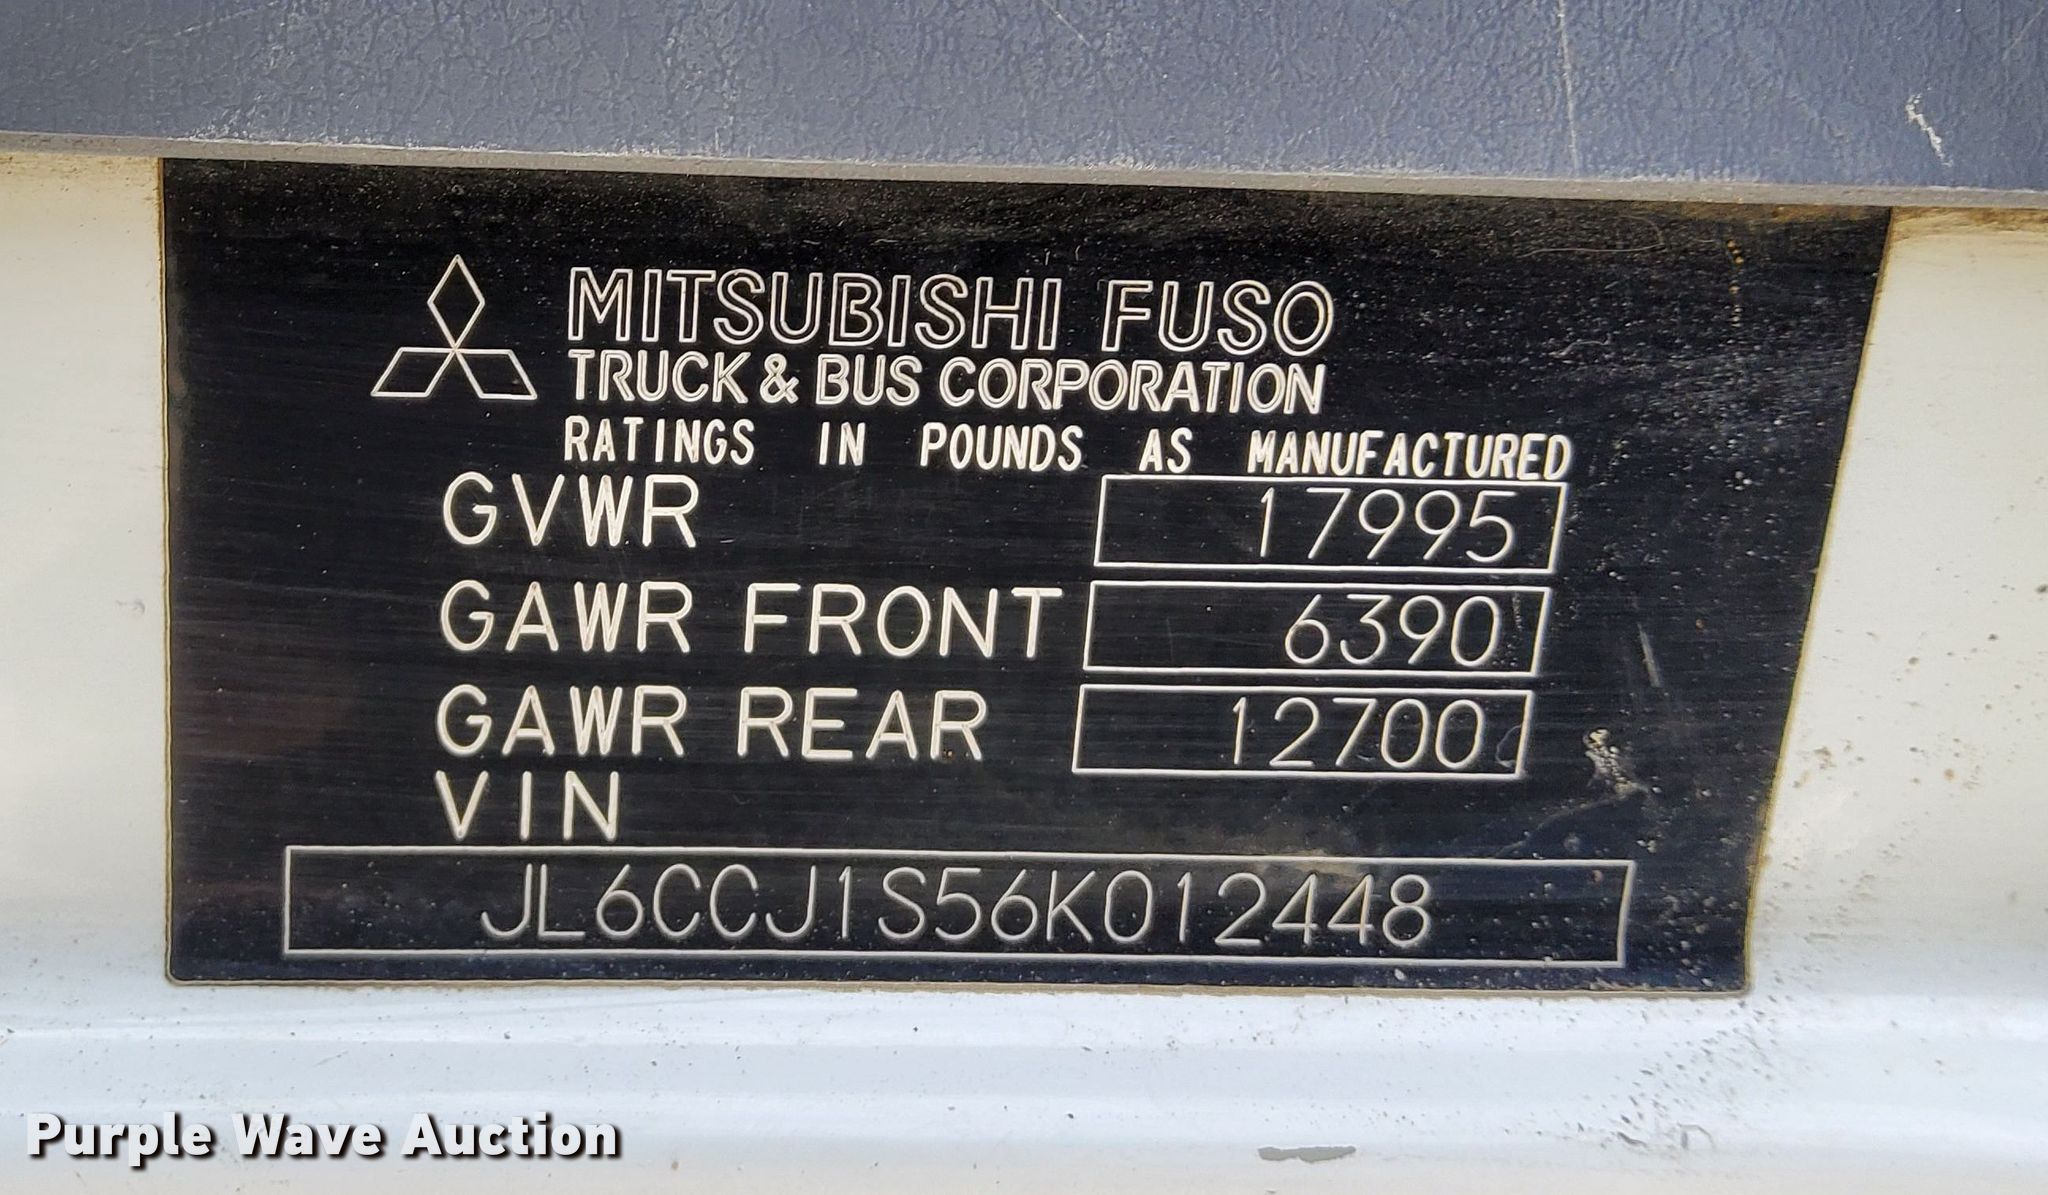 MITSUBISHI FUSO
TRUCK & BUS CORPORATION
RATINGS IN POUNDS AS MANUFACTURED
GVWR 17995
GAWR FRONT 6390
GAWR REAR 12700
VIN
JL6CCJ1S56K012448
Purple Wave Auction